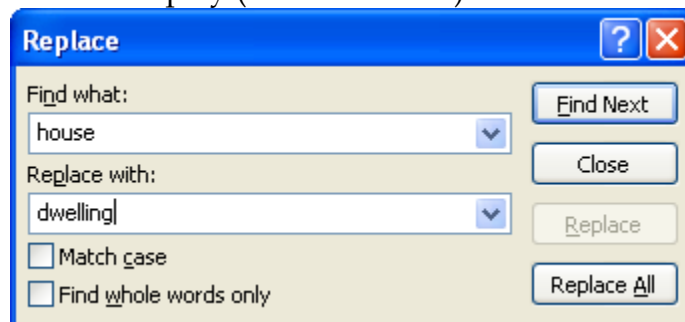 Replace
Find what:
house
Replace with:
dwelling
Match case
Find whole words only
Find Next
Close
Replace
Replace All